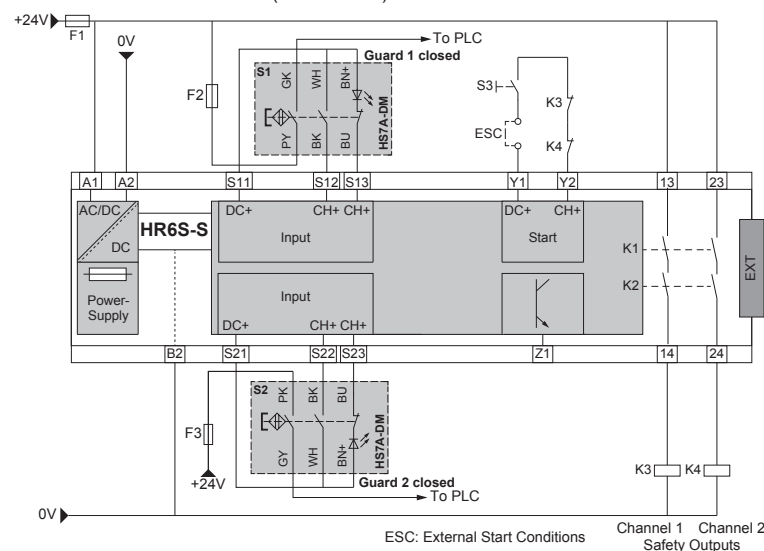 +24V
F1
0V
To PLC
Guard 1 closed
S1
GK
WH
BN+
F2
HS7A-DM
PY
BK
BU
S3
ESC
K3
K4
A1
A2
S11
S12
S13
Y1
Y2
13
23
AC/DC
DC
HR6S-S
DC+
CH+
CH+
Input
DC+
CH+
Start
K1
K2
EXT
Power-
Supply
Input
DC+
CH+
CH+
B2
S21
S22
S23
Z1
14
24
S2
PK
BK
BU
F3
HS7A-DM
GY
WH
BN+
+24V
Guard 2 closed
To PLC
K3
K4
0V
ESC: External Start Conditions
Channel 1
Channel 2
Safety Outputs